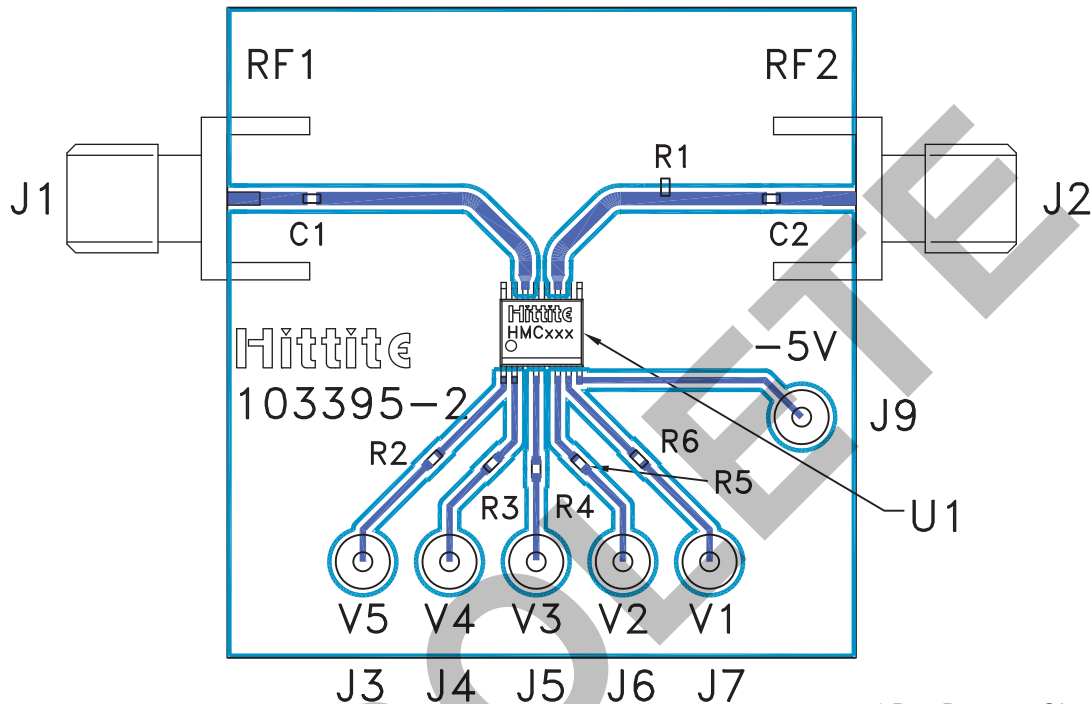 RF1
RF2
R1
J1
J2
C1
C2
Hittite
HMCxxx
Hittite
103395-2
-5V
J9
R2
R6
R3
R4
R5
U1
V5
V4
V3
V2
V1
J3
J4
J5
J6
J7
OLETE